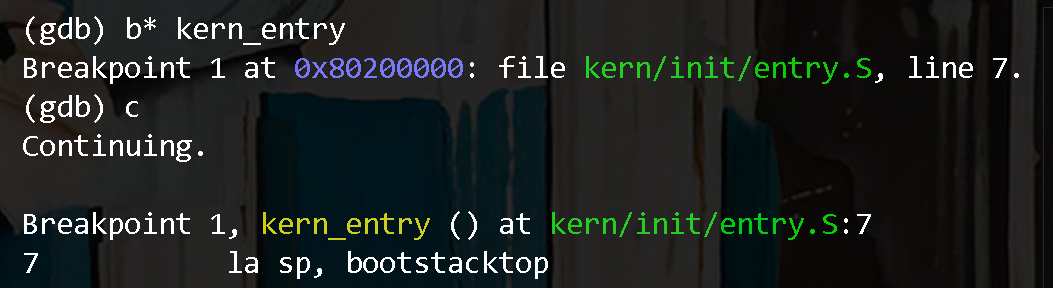 (gdb) b* kern_entry
Breakpoint 1 at 0x80200000: file kern/init/entry.S, line 7.
(gdb) c
Continuing.
Breakpoint 1, kern_entry () at kern/init/entry.S:7
7 la sp, bootstacktop